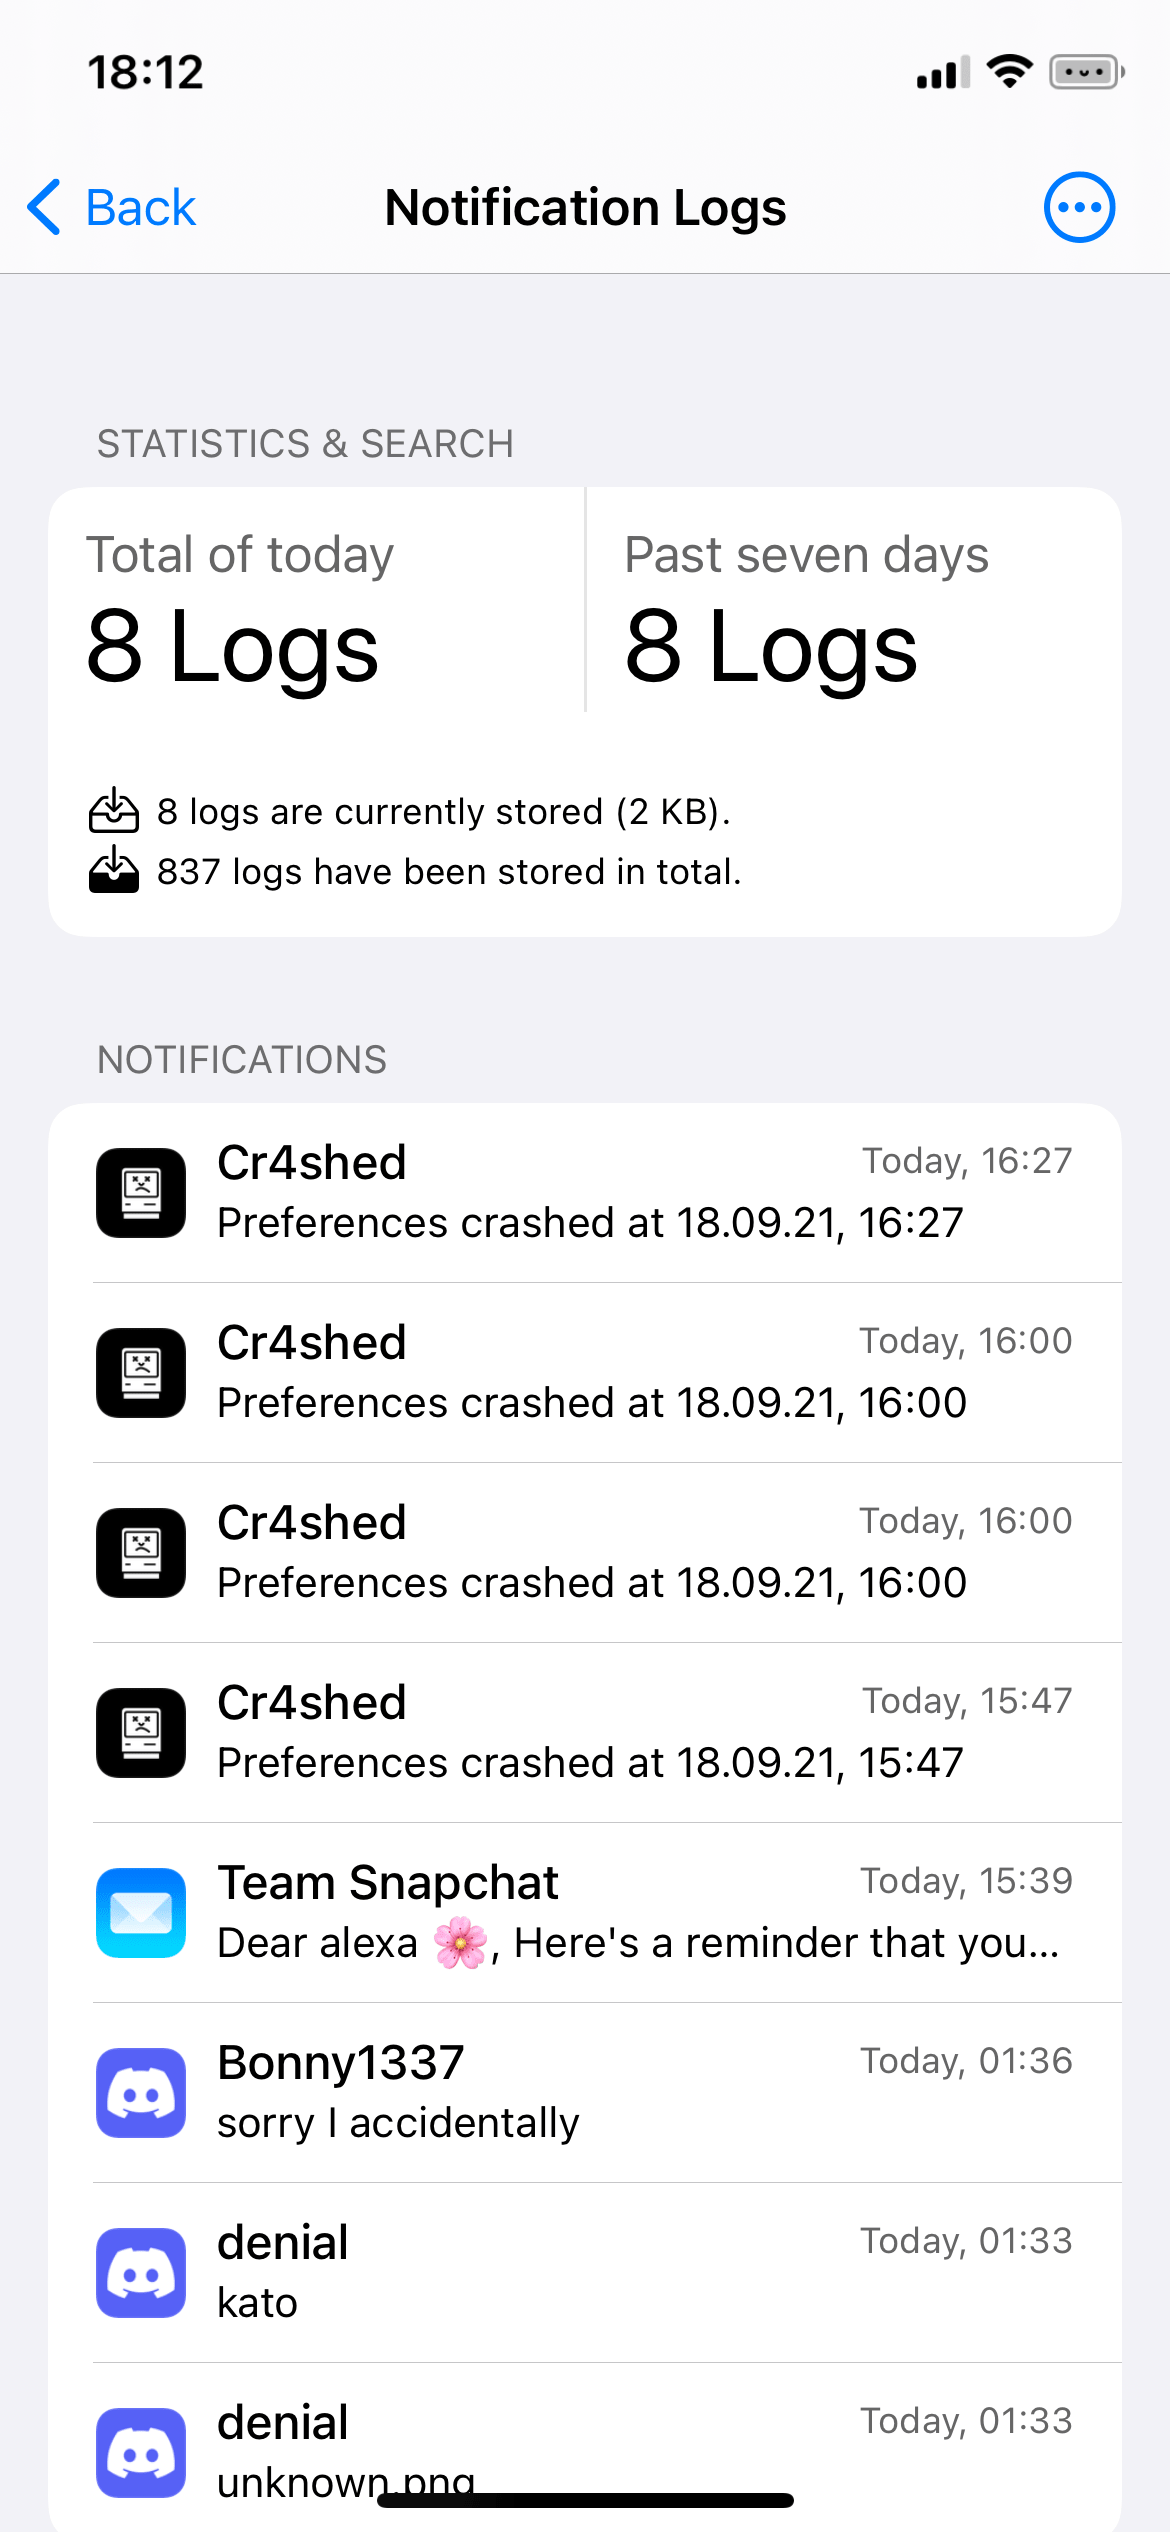 18:12
Back
Notification Logs
STATISTICS & SEARCH
Total of today
Past seven days
8 Logs
8 Logs
8 logs are currently stored (2 KB).
837 logs have been stored in total.
NOTIFICATIONS
Cr4shed
Today, 16:27
Preferences crashed at 18.09.21, 16:27
Cr4shed
Today, 16:00
Preferences crashed at 18.09.21, 16:00
Cr4shed
Today, 16:00
Preferences crashed at 18.09.21, 16:00
Cr4shed
Today, 15:47
Preferences crashed at 18.09.21, 15:47
Team Snapchat
Today, 15:39
Dear alexa 🌸, Here's a reminder that you...
Bonny1337
Today, 01:36
sorry I accidentally
denial
Today, 01:33
kato
denial
Today, 01:33
unknown.png